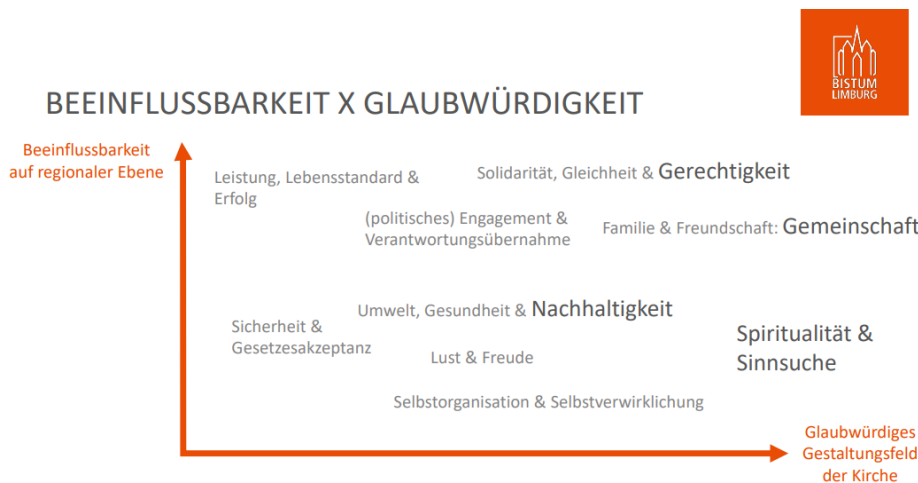 BISTUM
LIMBURG
BEEINFLUSSBARKEIT X GLAUBWÜRDIGKEIT
Beeinflussbarkeit
auf regionaler Ebene
Leistung, Lebensstandard &
Erfolg
Solidarität, Gleichheit & Gerechtigkeit
(politisches) Engagement &
Verantwortungsübernahme
Familie & Freundschaft: Gemeinschaft
Umwelt, Gesundheit & Nachhaltigkeit
Sicherheit &
Gesetzesakzeptanz
Lust & Freude
Spiritualität &
Sinnsuche
Selbstorganisation & Selbstverwirklichung
Glaubwürdiges
Gestaltungsfeld
der Kirche